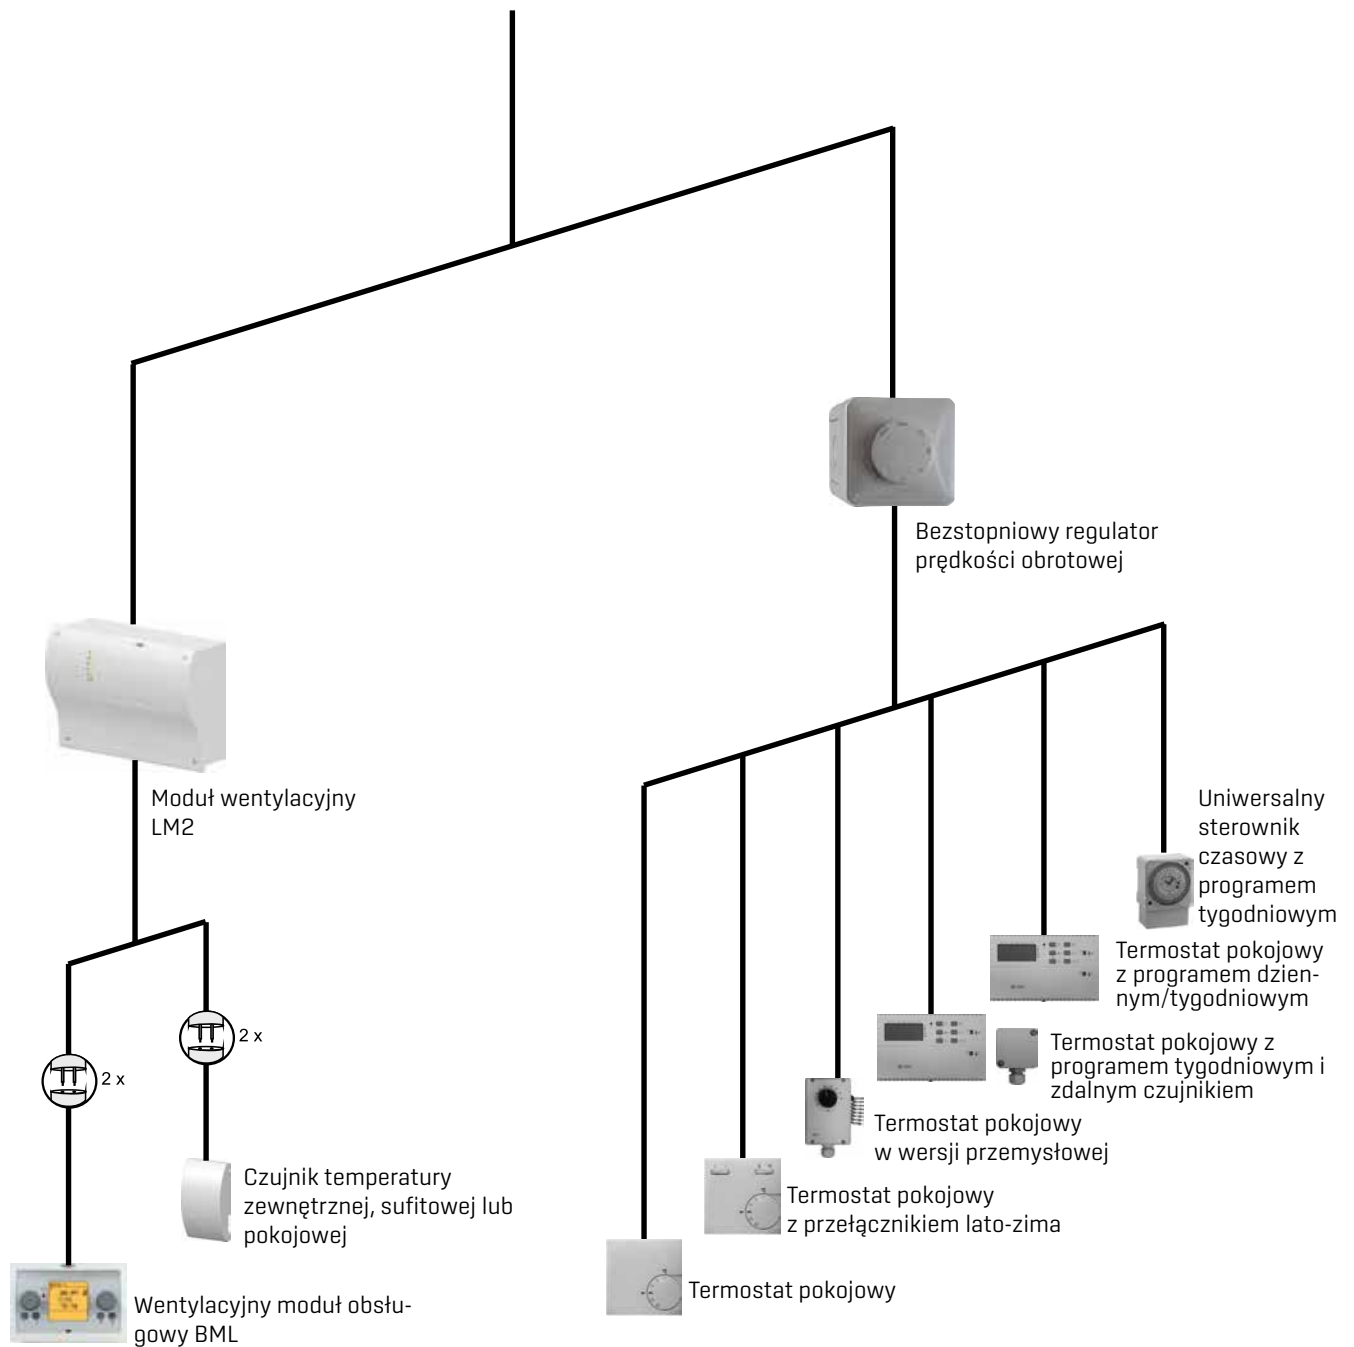 Bezstopniowy regulator
prędkości obrotowej
Moduł wentylacyjny
LM2
Uniwersalny
sterownik
czasowy z
programem
tygodniowym
Termostat pokojowy
z programem dzien-
nym/tygodniowym
2 x
Termostat pokojowy z
programem tygodniowym i
zdalnym czujnikiem
2 x
Termostat pokojowy
w wersji przemysłowej
Czujnik temperatury
zewnętrznej, sufitowej lub
pokojowej
Termostat pokojowy
z przełącznikiem lato-zima
Termostat pokojowy
Wentylacyjny moduł obsłu-
gowy BML